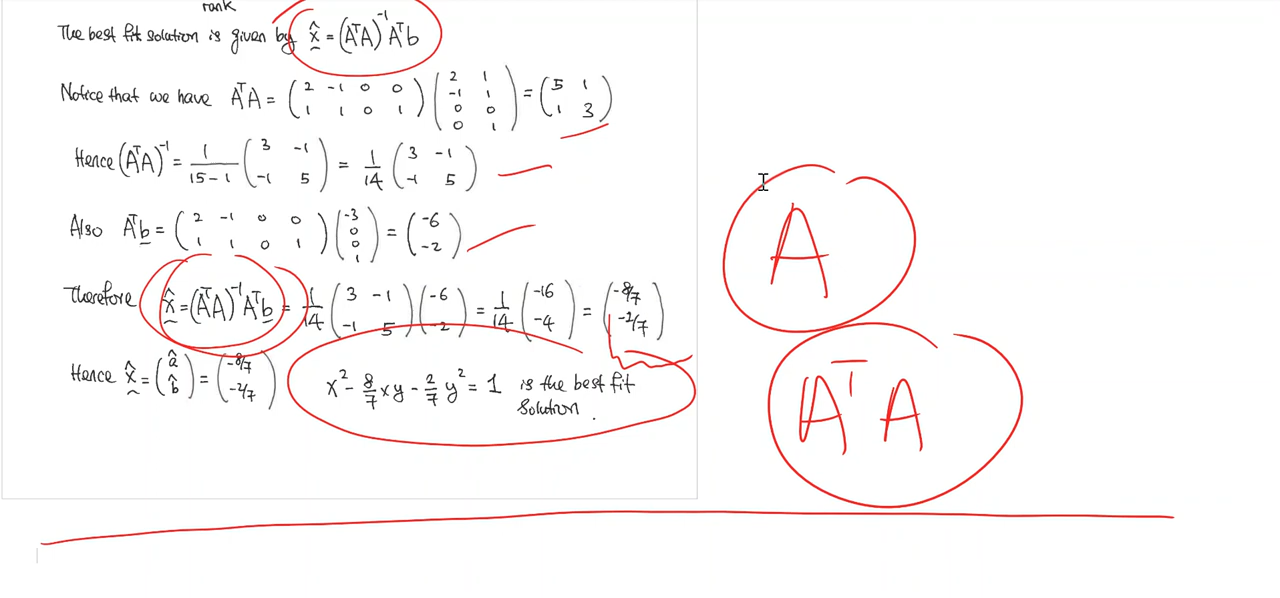 rank
The best fit solution is given by x̂ = (AᵀA)⁻¹Aᵀb
Notice that we have AᵀA = (2 -1 0 0; 1 1 0 1) (2 1; -1 1; 0 0; 0 1) = (5 1; 1 3)
Hence (AᵀA)⁻¹ = 1/(15-1) (3 -1; -1 5) = 1/14 (3 -1; -1 5)
Also Aᵀb = (2 -1 0 0; 1 1 0 1) (-3; 0; 0; 1) = (-6; -2)
Therefore x̂ = (AᵀA)⁻¹Aᵀb = 1/14 (3 -1; -1 5) (-6; -2) = 1/14 (-16; -4) = (-8/7; -2/7)
Hence x̂ = (â; b̂) = (-8/7; -2/7) x² - 8/7 xy - 2/7 y² = 1 is the best fit
solution.
A
AᵀA